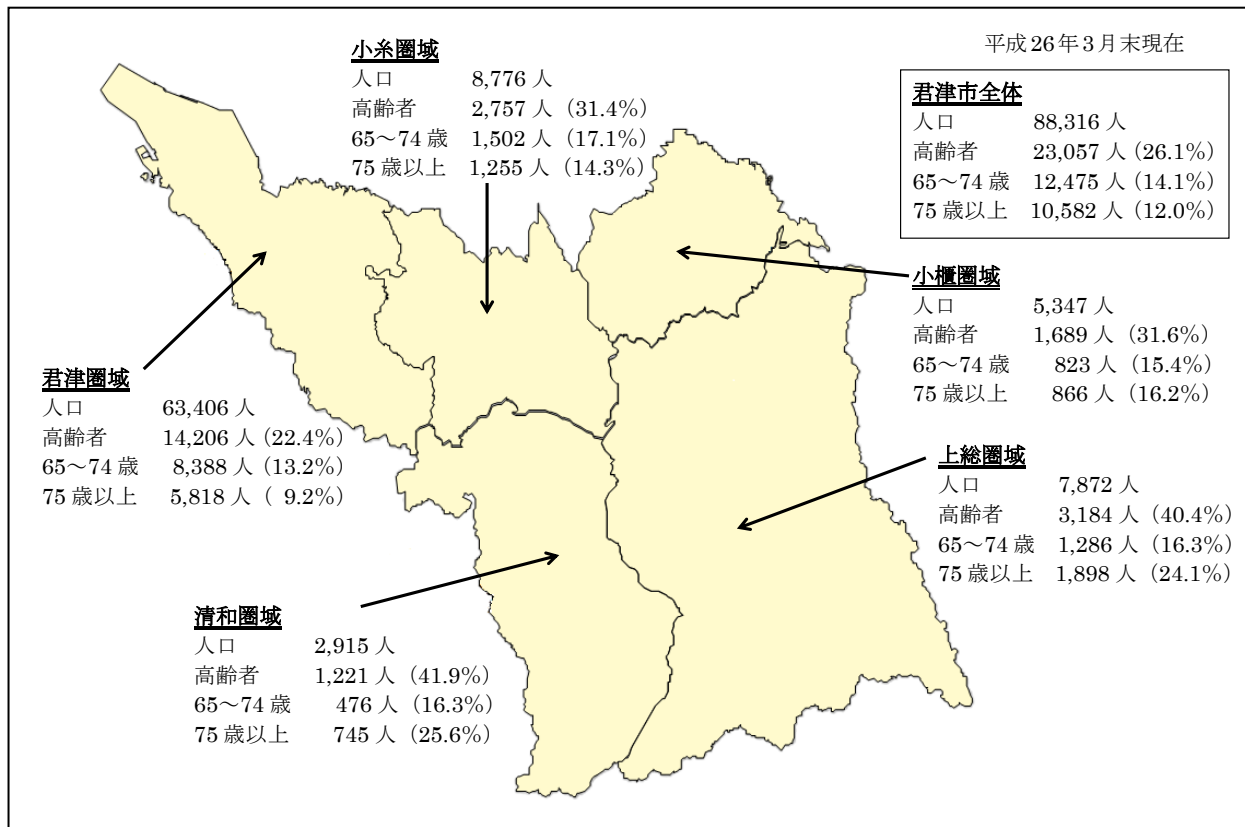 平成26年3月末現在
小糸圏域
人口 8,776 人
高齢者 2,757 人 (31.4%)
65~74 歳 1,502 人 (17.1%)
75 歳以上 1,255 人 (14.3%)
君津市全体
人口 88,316 人
高齢者 23,057 人 (26.1%)
65~74 歳 12,475 人 (14.1%)
75 歳以上 10,582 人 (12.0%)
小櫃圏域
人口 5,347 人
高齢者 1,689 人 (31.6%)
65~74 歳 823 人 (15.4%)
75 歳以上 866 人 (16.2%)
君津圏域
人口 63,406 人
高齢者 14,206 人 (22.4%)
65~74 歳 8,388 人 (13.2%)
75 歳以上 5,818 人 ( 9.2%)
上総圏域
人口 7,872 人
高齢者 3,184 人 (40.4%)
65~74 歳 1,286 人 (16.3%)
75 歳以上 1,898 人 (24.1%)
清和圏域
人口 2,915 人
高齢者 1,221 人 (41.9%)
65~74 歳 476 人 (16.3%)
75 歳以上 745 人 (25.6%)